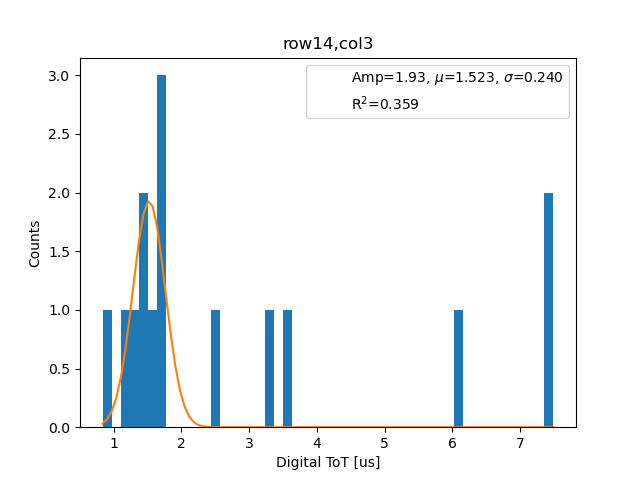 row14,col3
Amp=1.93, μ=1.523, σ=0.240
R²=0.359
3.0
2.5
2.0
1.5
1.0
0.5
0.0
Counts
1 2 3 4 5 6 7
Digital ToT [us]